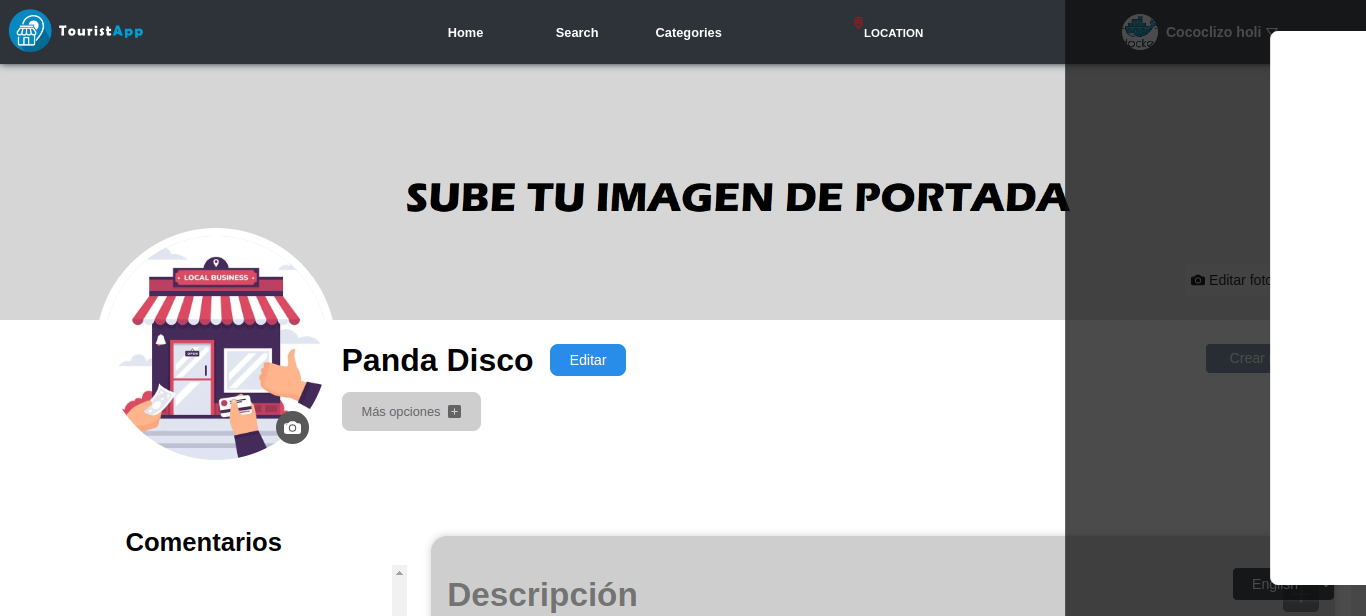 TouristApp
Home
Search
Categories
LOCATION
Cococlizo holi
SUBE TU IMAGEN DE PORTADA
LOCAL BUSINESS
OPEN
Editar foto
Panda Disco
Editar
Crear
Más opciones
Comentarios
Descripción
English